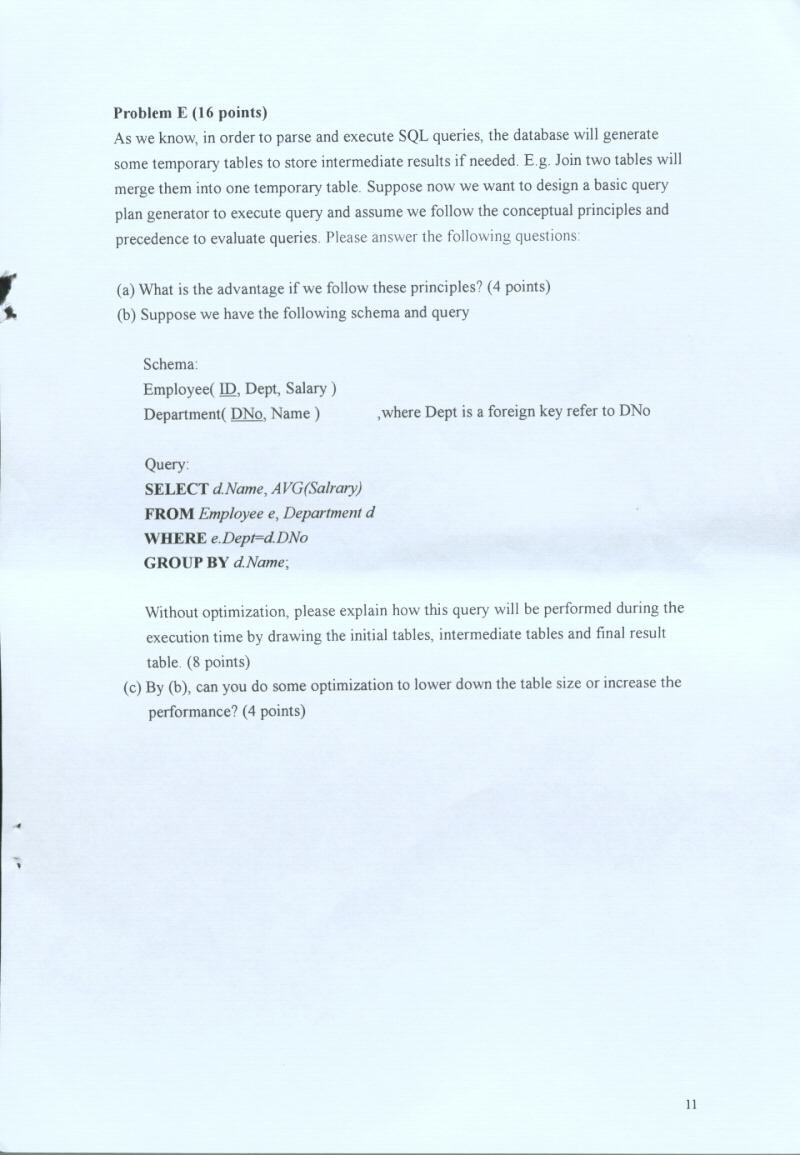 Problem E (16 points)
As we know, in order to parse and execute SQL queries, the database will generate
some temporary tables to store intermediate results if needed. E.g. Join two tables will
merge them into one temporary table. Suppose now we want to design a basic query
plan generator to execute query and assume we follow the conceptual principles and
precedence to evaluate queries. Please answer the following questions:
(a) What is the advantage if we follow these principles? (4 points)
(b) Suppose we have the following schema and query
Schema:
Employee( ID, Dept, Salary )
Department( DNo, Name ) ,where Dept is a foreign key refer to DNo
Query:
SELECT d.Name, AVG(Salrary)
FROM Employee e, Department d
WHERE e.Dept=d.DNo
GROUP BY d.Name;
Without optimization, please explain how this query will be performed during the
execution time by drawing the initial tables, intermediate tables and final result
table. (8 points)
(c) By (b), can you do some optimization to lower down the table size or increase the
performance? (4 points)
11